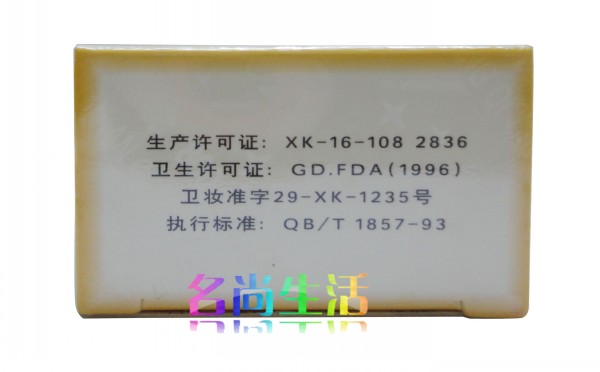 生产许可证: XK-16-108 2836
卫生许可证: GD.FDA(1996)
卫妆准字29-XK-1235号
执行标准: QB/T 1857-93
名尚生活